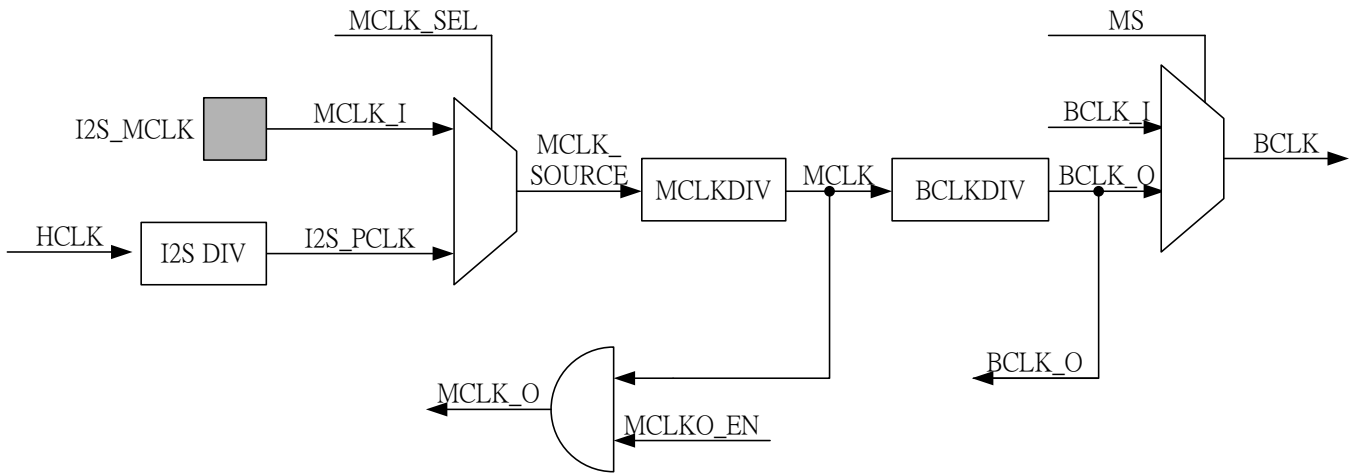 MCLK_SEL
MS
I2S_MCLK
MCLK_I
BCLK_I
MCLK_
SOURCE
MCLKDIV
MCLK
BCLKDIV
BCLK_O
BCLK
HCLK
I2S DIV
I2S_PCLK
MCLK_O
MCLKO_EN
BCLK_O